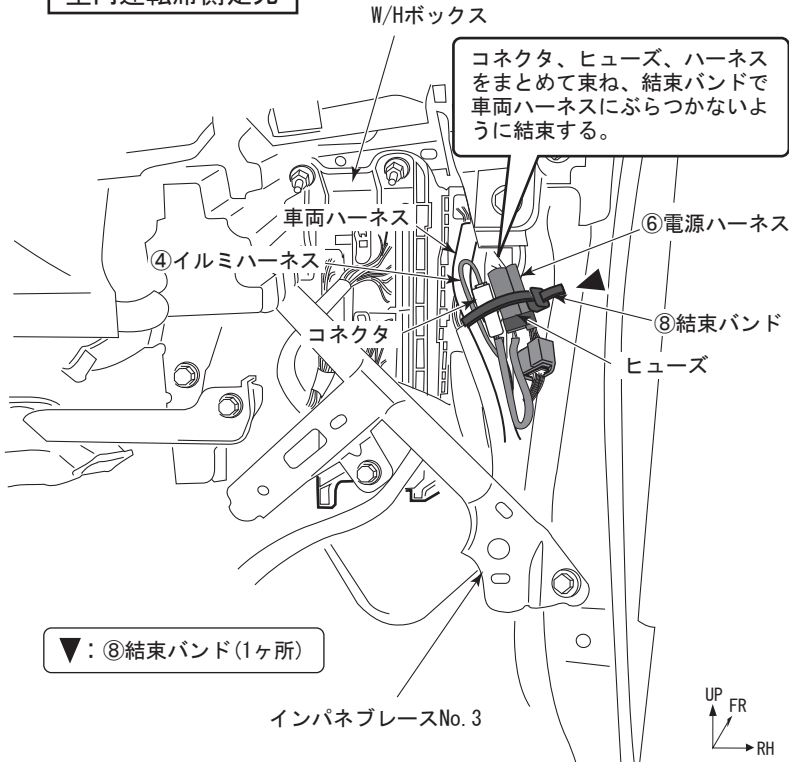 W/Hボックス
コネクタ、ヒューズ、ハーネス
をまとめて束ね、結束バンドで
車両ハーネスにぶらつかないよ
うに結束する。
車両ハーネス
⑥電源ハーネス
④イルミハーネス
⑧結束バンド
コネクタ
ヒューズ
▼：⑧結束バンド(1ヶ所)
インパネブレースNo.3
UP
FR
RH